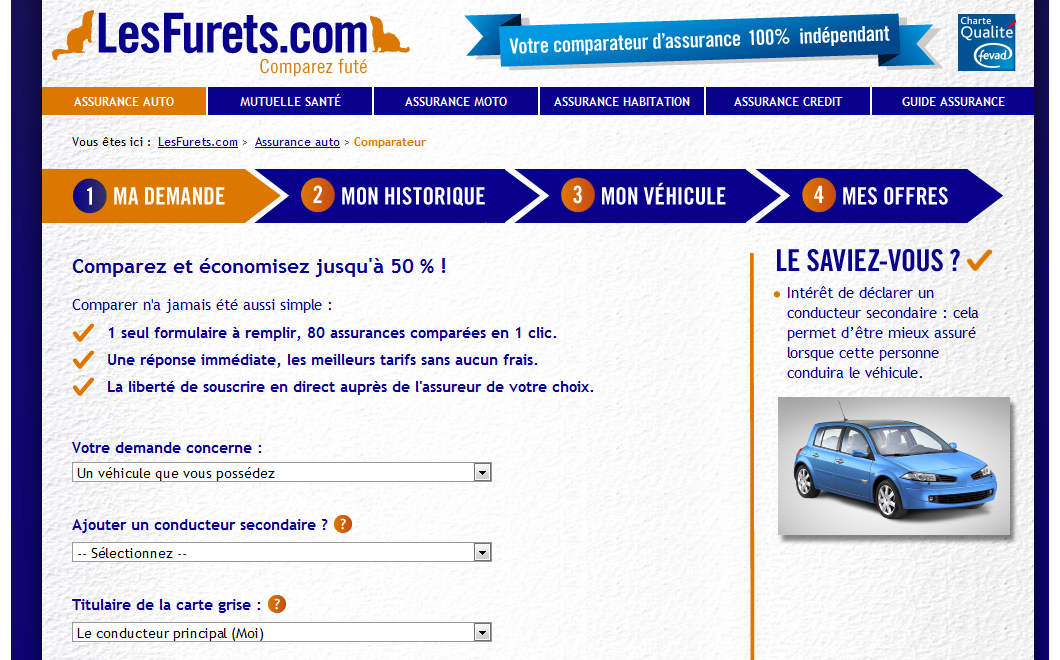 LesFurets.com
Comparez futé
Votre comparateur d'assurance 100% indépendant
Charte
Qualité
fevad
ASSURANCE AUTO
MUTUELLE SANTÉ
ASSURANCE MOTO
ASSURANCE HABITATION
ASSURANCE CREDIT
GUIDE ASSURANCE
Vous êtes ici : LesFurets.com > Assurance auto > Comparateur
1 MA DEMANDE
2 MON HISTORIQUE
3 MON VÉHICULE
4 MES OFFRES
Comparez et économisez jusqu'à 50 % !
Comparer n'a jamais été aussi simple :
1 seul formulaire à remplir, 80 assurances comparées en 1 clic.
Une réponse immédiate, les meilleurs tarifs sans aucun frais.
La liberté de souscrire en direct auprès de l'assureur de votre choix.
Votre demande concerne :
Un véhicule que vous possédez
Ajouter un conducteur secondaire ? ?
-- Sélectionnez --
Titulaire de la carte grise : ?
Le conducteur principal (Moi)
LE SAVIEZ-VOUS ?
Intérêt de déclarer un
conducteur secondaire : cela
permet d'être mieux assuré
lorsque cette personne
conduira le véhicule.